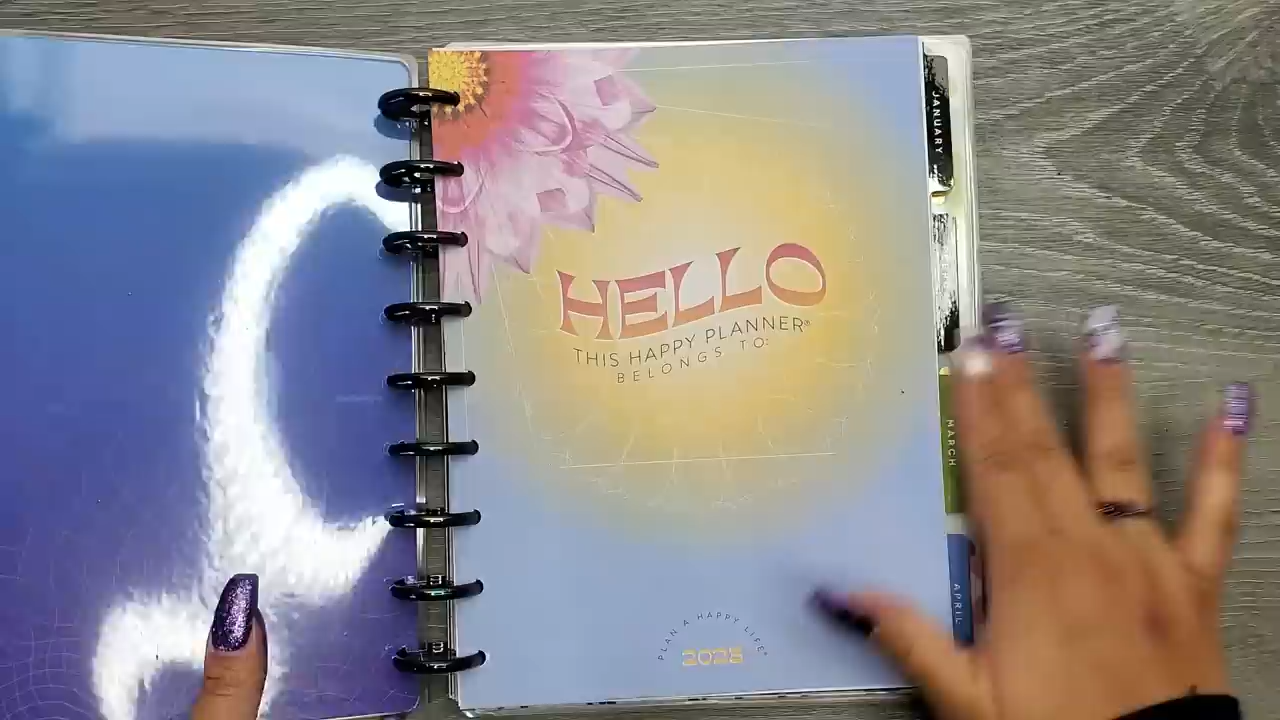 HELLO
THIS HAPPY PLANNER®
BELONGS TO:
PLAN A HAPPY LIFE®
2025
JANUARY
MARCH
APRIL